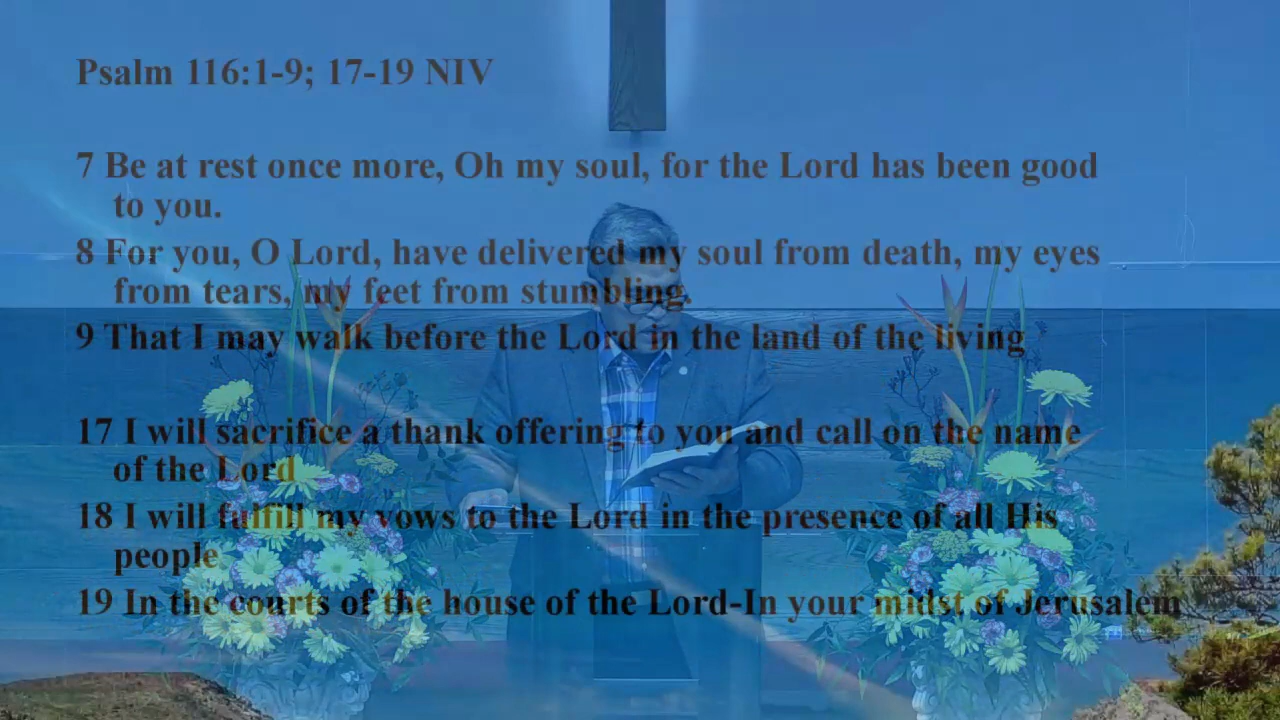 Psalm 116:1-9; 17-19 NIV
7 Be at rest once more, Oh my soul, for the Lord has been good
to you.
8 For you, O Lord, have delivered my soul from death, my eyes
from tears, my feet from stumbling.
9 That I may walk before the Lord in the land of the living
17 I will sacrifice a thank offering to you and call on the name
of the Lord
18 I will fulfill my vows to the Lord in the presence of all His
people
19 In the courts of the house of the Lord-In your midst of Jerusalem